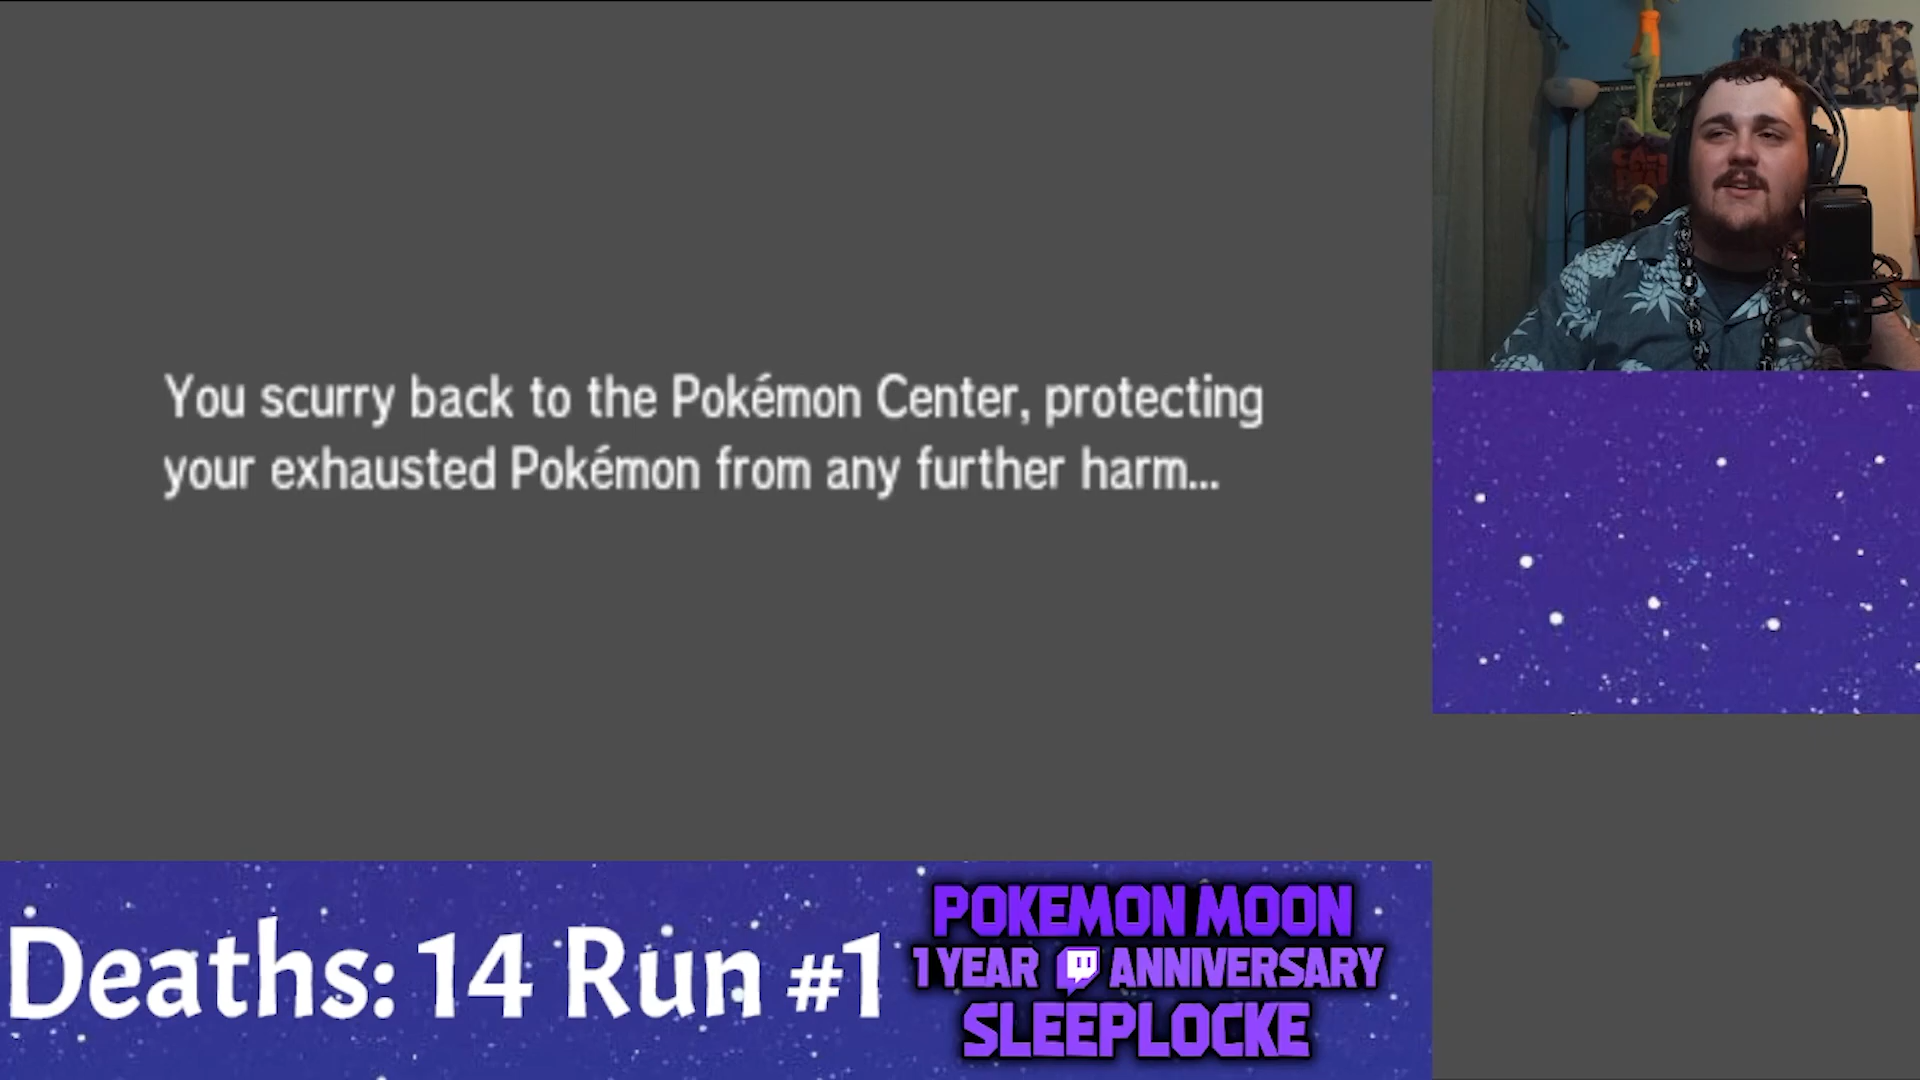 You scurry back to the Pokémon Center, protecting
your exhausted Pokémon from any further harm...
Deaths: 14 Run #1
POKEMON MOON
1 YEAR ANNIVERSARY
SLEEPLOCKE